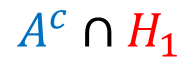 𝐴ᶜ ∩ 𝐻₁